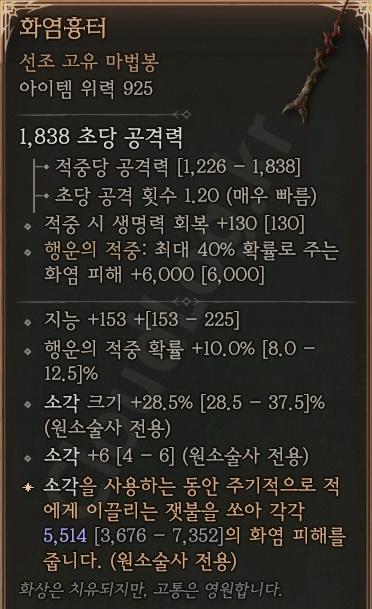 화염흉터
선조 고유 마법봉
아이템 위력 925
1,838 초당 공격력
적중당 공격력 [1,226 – 1,838]
초당 공격 횟수 1.20 (매우 빠름)
적중 시 생명력 회복 +130 [130]
행운의 적중: 최대 40% 확률로 주는
화염 피해 +6,000 [6,000]
지능 +153 +[153 – 225]
행운의 적중 확률 +10.0% [8.0 –
12.5]%
소각 크기 +28.5% [28.5 – 37.5]%
(원소술사 전용)
소각 +6 [4 – 6] (원소술사 전용)
소각을 사용하는 동안 주기적으로 적
에게 이끌리는 잿불을 쏘아 각각
5,514 [3,676 – 7,352]의 화염 피해를
줍니다. (원소술사 전용)
화상은 치유되지만, 고통은 영원합니다.